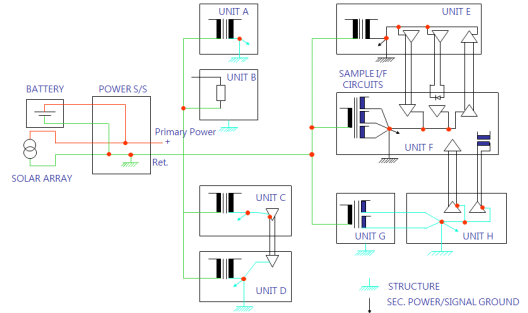 UNIT A
UNIT E
UNIT B
SAMPLE I/F
CIRCUITS
BATTERY
POWER S/S
Primary Power
+
UNIT F
Ret.
SOLAR ARRAY
UNIT C
UNIT G
UNIT H
UNIT D
STRUCTURE
SEC. POWER/SIGNAL GROUND